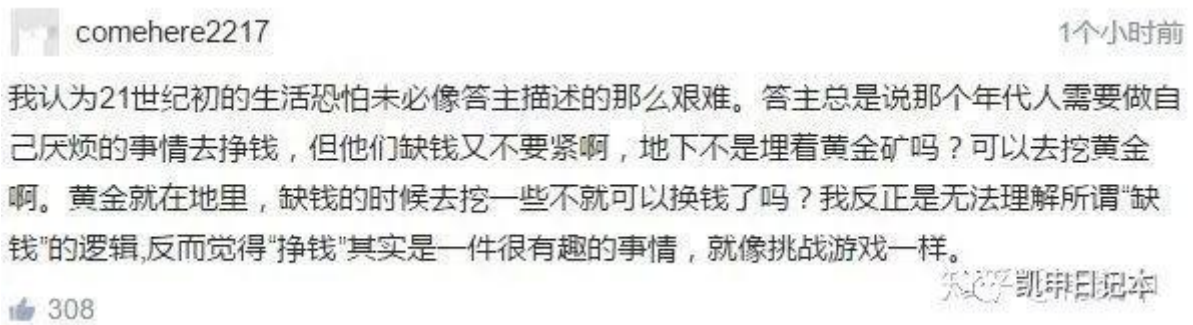 comehere2217
1个小时前
我认为21世纪初的生活恐怕未必像答主描述的那么艰难。答主总是说那个年代人需要做自
己厌烦的事情去挣钱，但他们缺钱又不要紧啊，地下不是埋着黄金矿吗？可以去挖黄金
啊。黄金就在地里，缺钱的时候去挖一些不就可以换钱了吗？我反正是无法理解所谓“缺
钱”的逻辑,反而觉得“挣钱”其实是一件很有趣的事情，就像挑战游戏一样。
知乎 凯申日记本
308